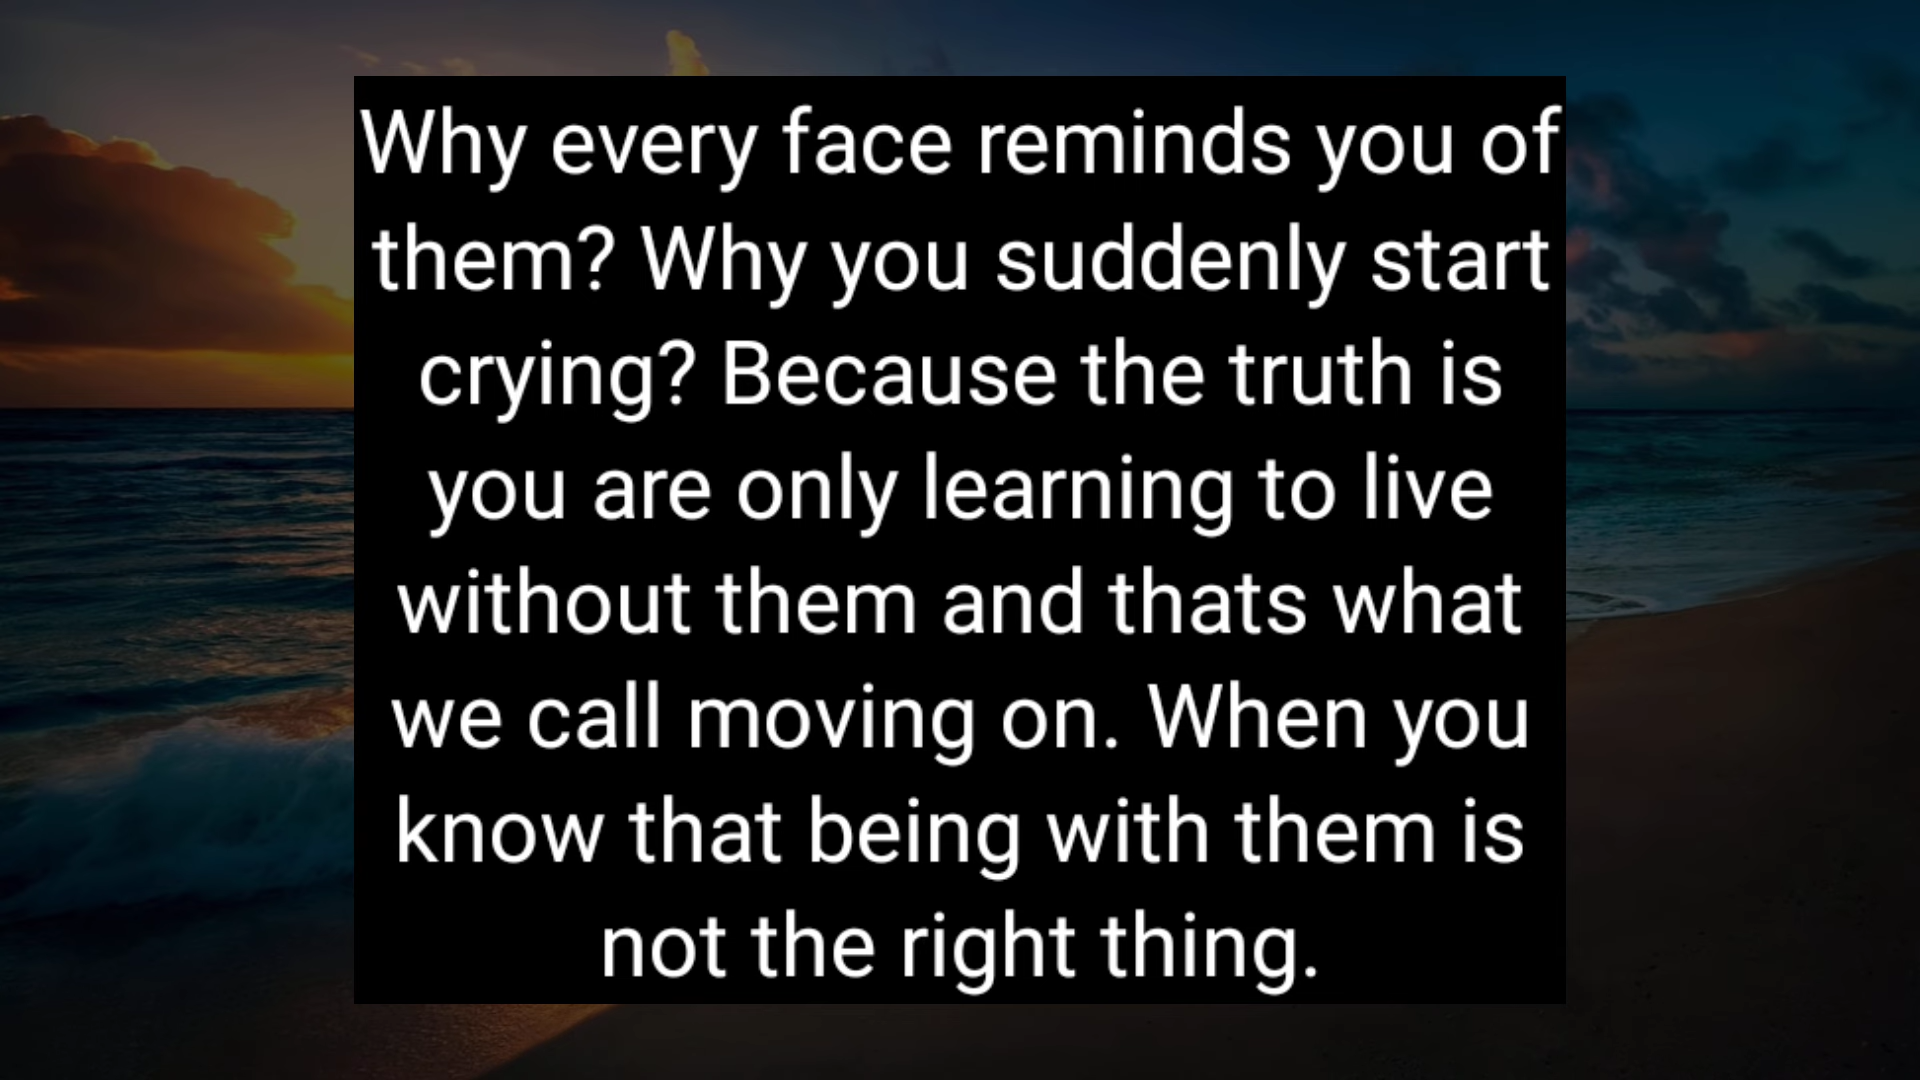 Why every face reminds you of
them? Why you suddenly start
crying? Because the truth is
you are only learning to live
without them and thats what
we call moving on. When you
know that being with them is
not the right thing.